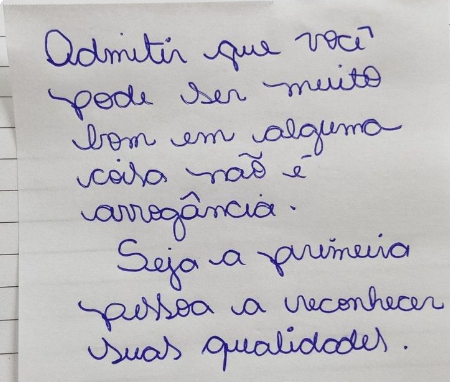 Admitir que você
pode ser muito
bom em alguma
coisa não é
arrogância.
Seja a primeira
pessoa a reconhecer
suas qualidades.